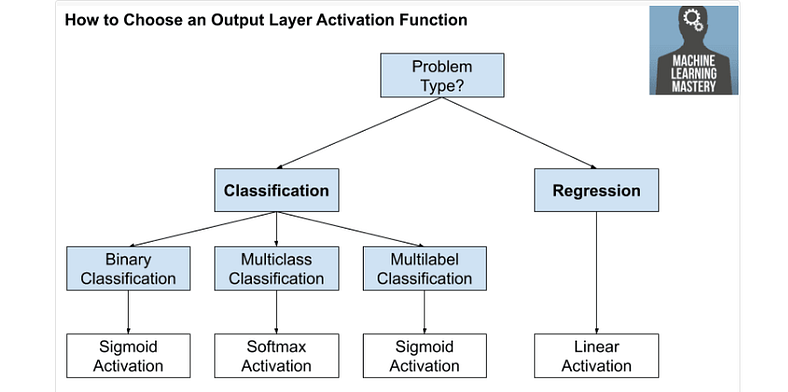 How to Choose an Output Layer Activation Function
MACHINE
LEARNING
MASTERY
Problem
Type?
Classification
Regression
Binary
Classification
Multiclass
Classification
Multilabel
Classification
Sigmoid
Activation
Softmax
Activation
Sigmoid
Activation
Linear
Activation